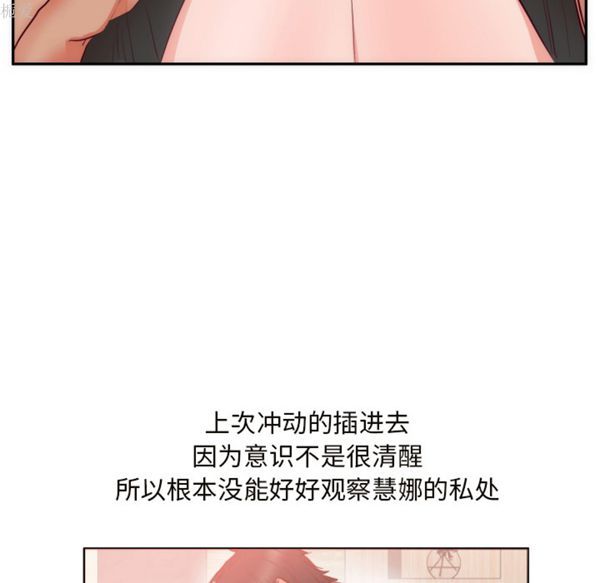 上次冲动的插进去
因为意识不是很清醒
所以根本没能好好观察慧娜的私处